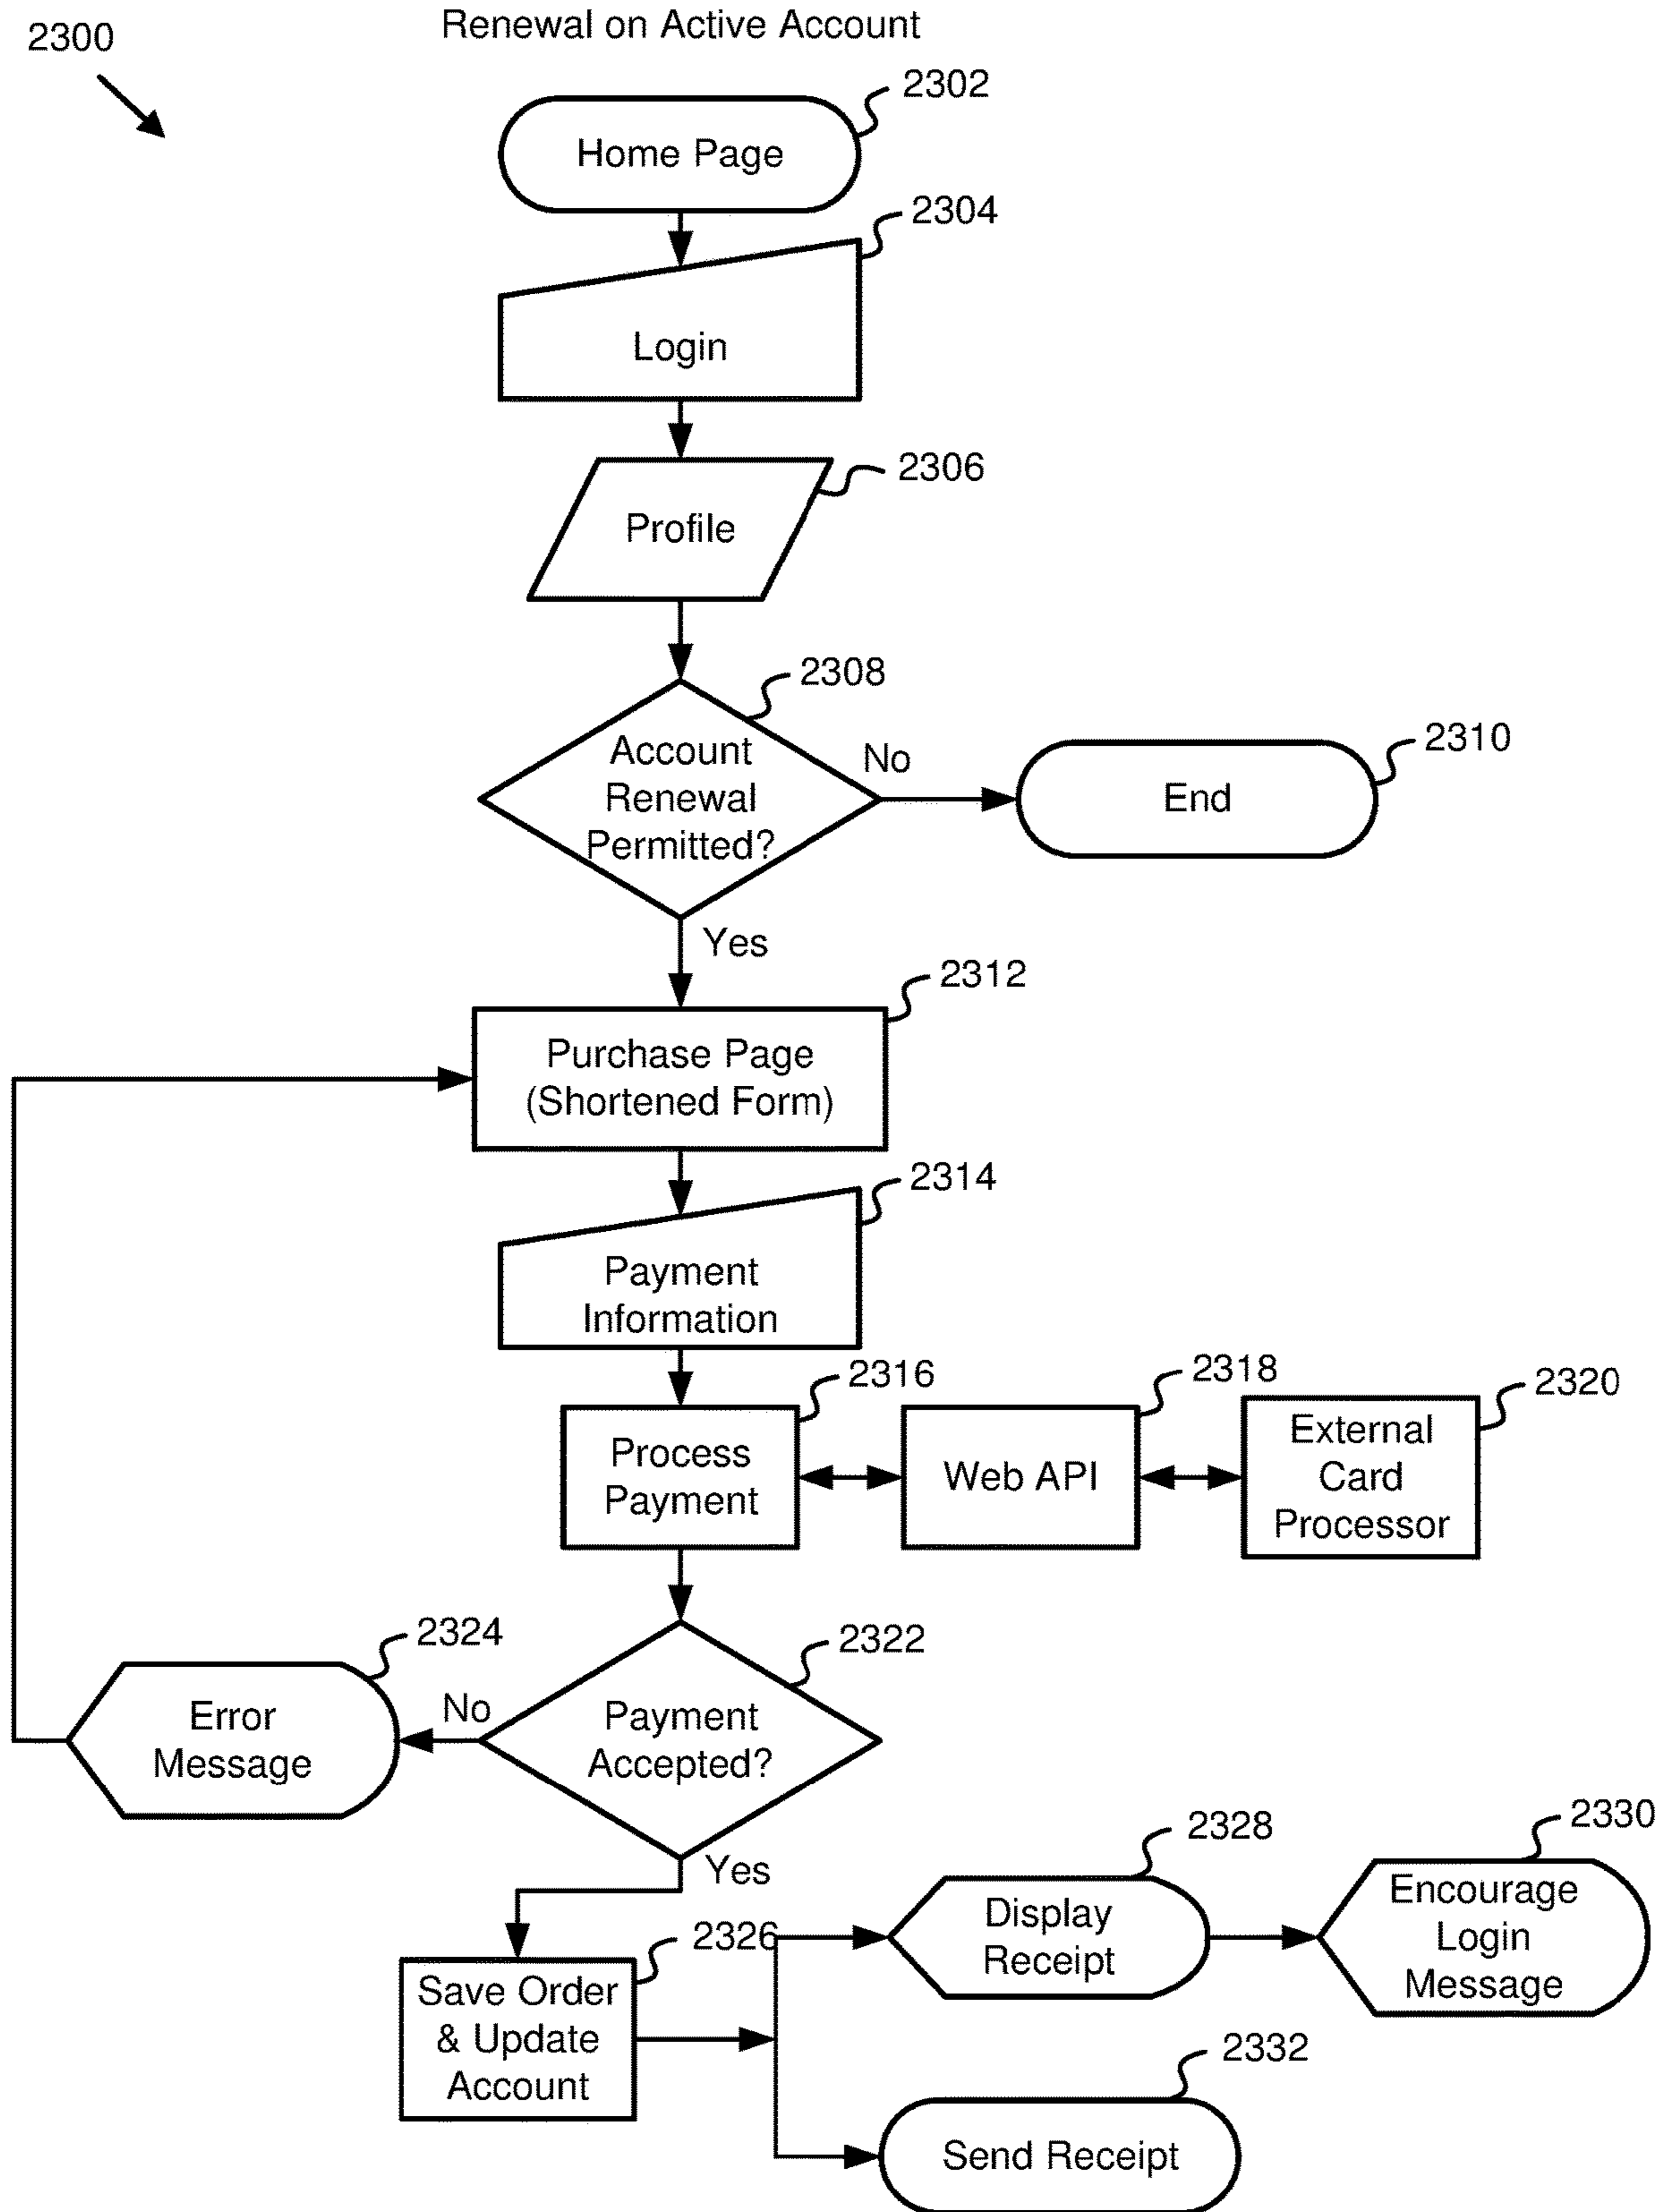 Renewal on Active Account
2300
2302
Home Page
2304
Login
2306
Profile
2308
Account
Renewal
Permitted?
No
2310
End
Yes
2312
Purchase Page
(Shortened Form)
2314
Payment
Information
2316
Process
Payment
2318
Web API
2320
External
Card
Processor
2322
Payment
Accepted?
No
2324
Error
Message
Yes
2326
Save Order
& Update
Account
2328
Display
Receipt
2330
Encourage
Login
Message
2332
Send Receipt